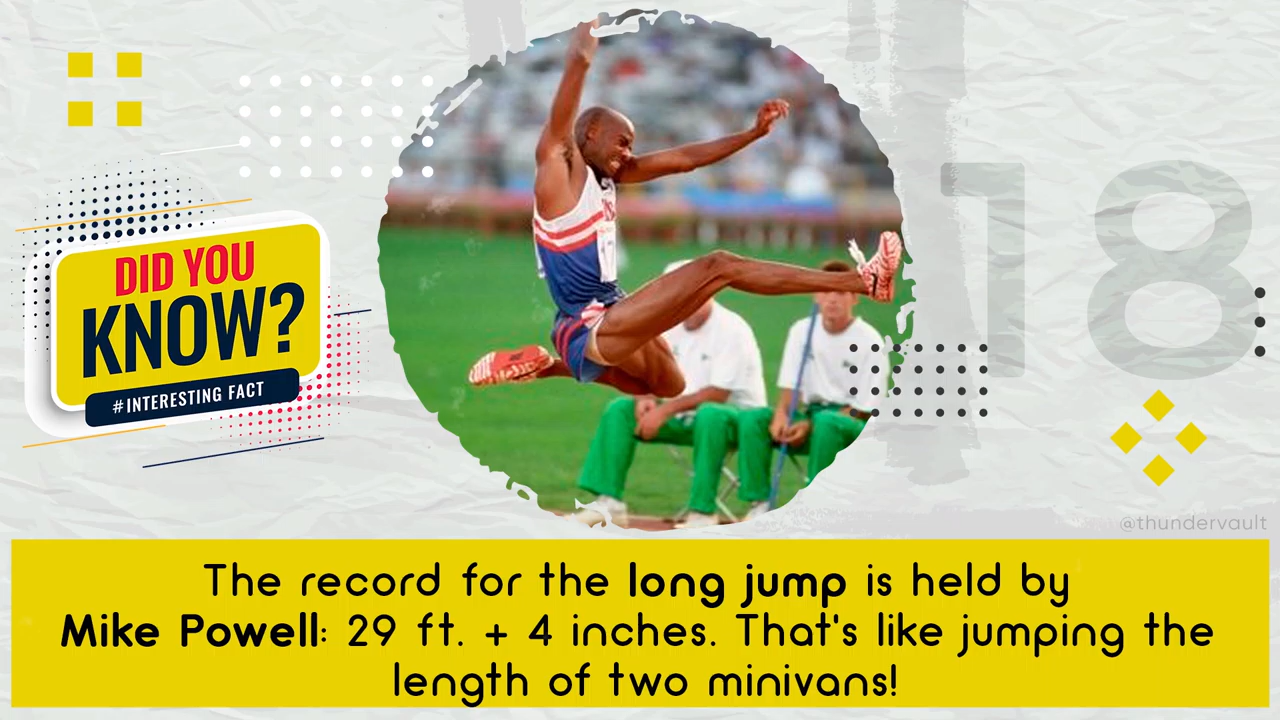 DID YOU
KNOW?
#INTERESTING FACT
18
@thundervault
The record for the long jump is held by
Mike Powell: 29 ft. + 4 inches. That's like jumping the
length of two minivans!